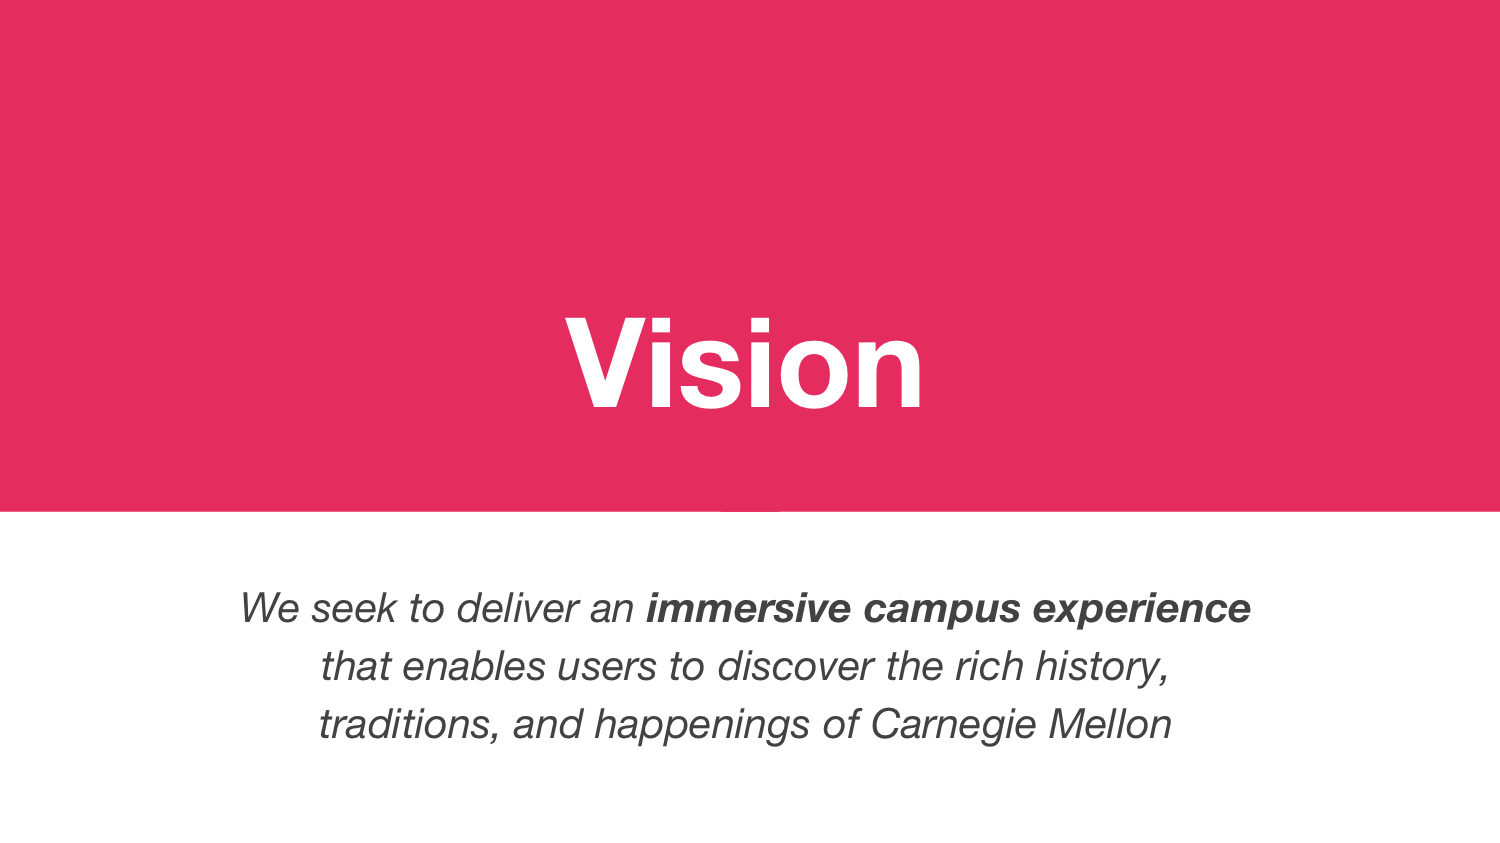 Vision
We seek to deliver an immersive campus experience
that enables users to discover the rich history,
traditions, and happenings of Carnegie Mellon